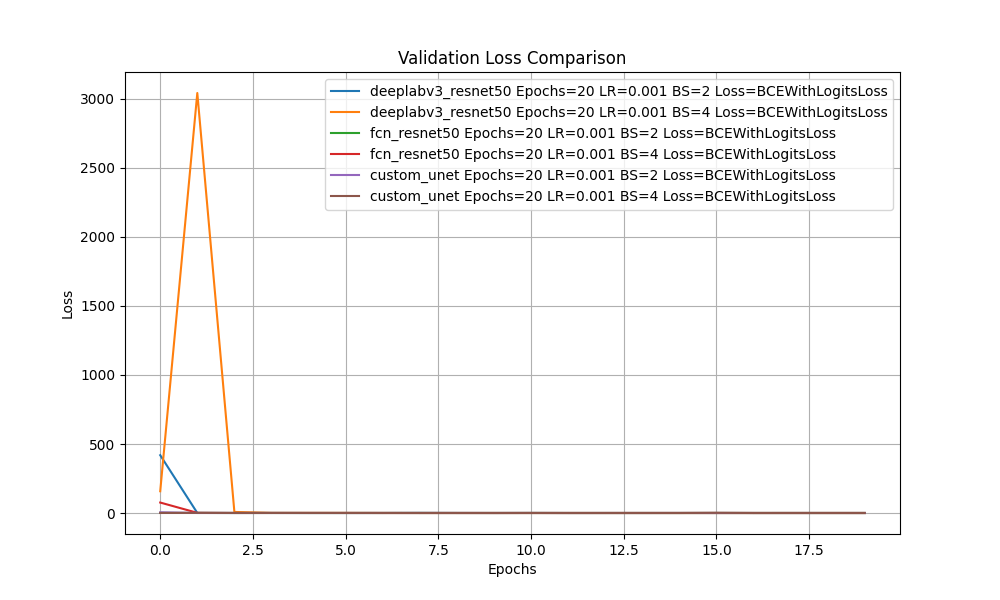 Validation Loss Comparison
deeplabv3_resnet50 Epochs=20 LR=0.001 BS=2 Loss=BCEWithLogitsLoss
deeplabv3_resnet50 Epochs=20 LR=0.001 BS=4 Loss=BCEWithLogitsLoss
fcn_resnet50 Epochs=20 LR=0.001 BS=2 Loss=BCEWithLogitsLoss
fcn_resnet50 Epochs=20 LR=0.001 BS=4 Loss=BCEWithLogitsLoss
custom_unet Epochs=20 LR=0.001 BS=2 Loss=BCEWithLogitsLoss
custom_unet Epochs=20 LR=0.001 BS=4 Loss=BCEWithLogitsLoss
3000
2500
2000
1500
1000
500
0
Loss
0.0 2.5 5.0 7.5 10.0 12.5 15.0 17.5
Epochs